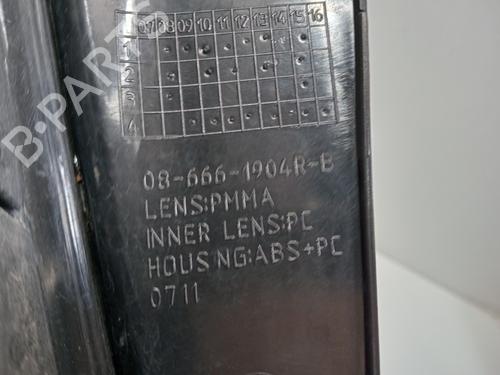 07 08 09 10 11 12 13 14 15 16
1
2
3
4
08-666-1904R-B
LENS:PMMA
INNER LENS:PC
HOUSING:ABS+PC
0711
B-PARTS